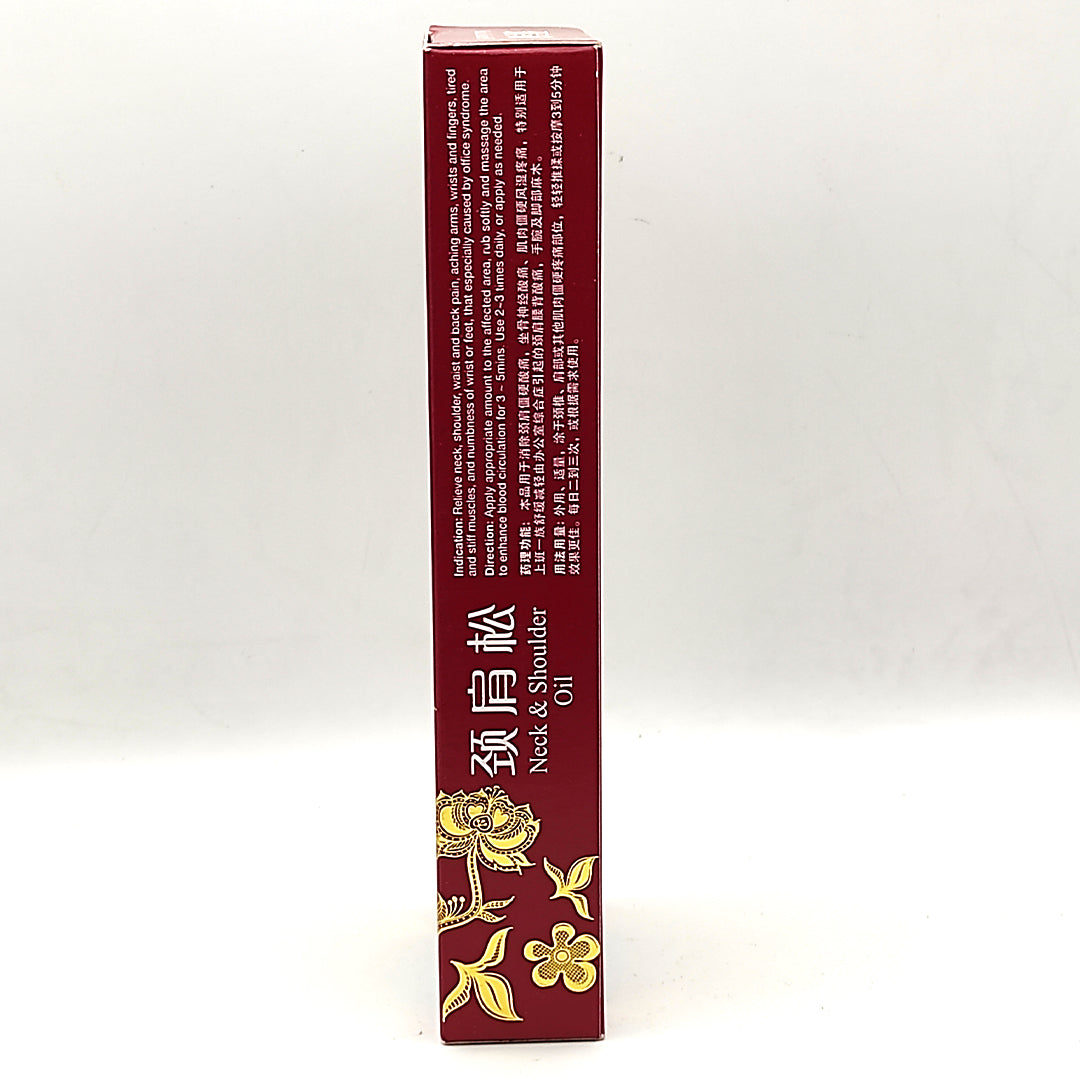 颈肩松
Neck & Shoulder
Oil
Indication: Relieve neck, shoulder, waist and back pain, aching arms, wrists and fingers, tired
and stiff muscles, and numbness of wrist or feet, that especially caused by office syndrome.
Direction: Apply appropriate amount to the affected area, rub softly and massage the area
to enhance blood circulation for 3 ~ 5mins. Use 2~3 times daily, or apply as needed.
药理功能：本品用于消除颈肩僵硬酸痛，坐骨神经酸痛、肌肉僵硬风湿疼痛，特别适用于
上班一族舒缓减轻由办公室综合症引起的颈肩腰背酸痛，手腕及脚部麻木。
用法用量：外用、适量，涂于颈椎、肩部或其他肌肉僵硬疼痛部位，轻轻推揉或按摩3到5分钟
效果更佳。每日二到三次，或根据需求使用。